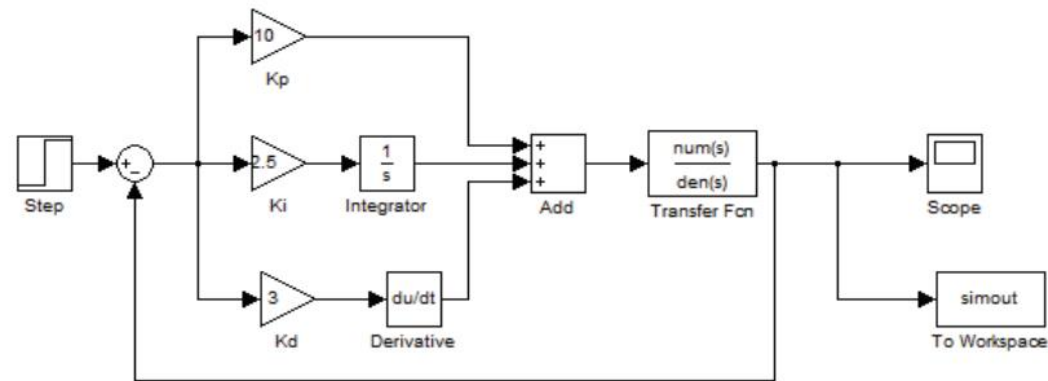 10
Kp
Step
+
−
2.5
Ki
1
s
Integrator
+
+
+
Add
num(s)
den(s)
Transfer Fcn
Scope
3
Kd
du/dt
Derivative
simout
To Workspace